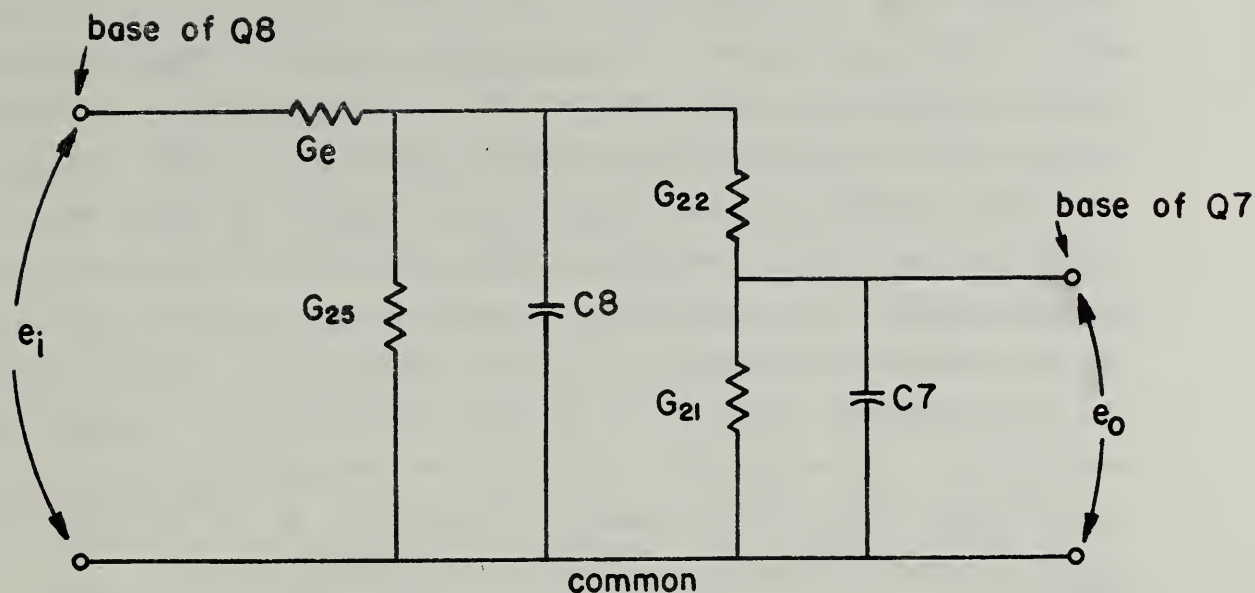 base of Q8
Ge
G22
base of Q7
G25
C8
ei
G21
C7
eo
common